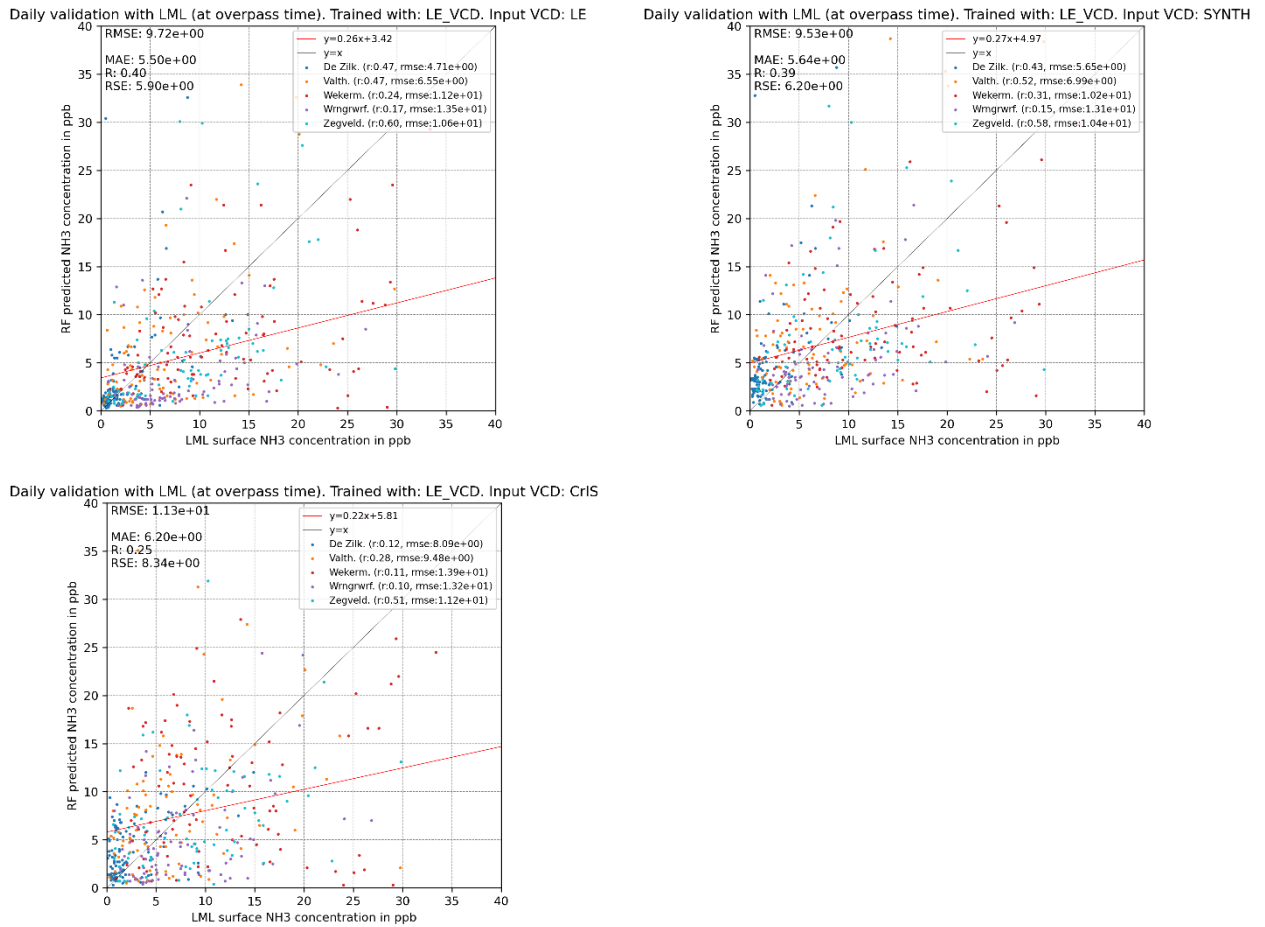 Daily validation with LML (at overpass time). Trained with: LE_VCD. Input VCD: LE
RMSE: 9.72e+00
MAE: 5.50e+00
R: 0.40
RSE: 5.90e+00
y=0.26x+3.42
y=x
De Zilk. (r:0.47, rmse:4.71e+00)
Valth. (r:0.47, rmse:6.55e+00)
Wekerm. (r:0.24, rmse:1.12e+01)
Wrngrwrf. (r:0.17, rmse:1.35e+01)
Zegveld. (r:0.60, rmse:1.06e+01)
RF predicted NH3 concentration in ppb
40
35
30
25
20
15
10
5
0
0 5 10 15 20 25 30 35 40
LML surface NH3 concentration in ppb
Daily validation with LML (at overpass time). Trained with: LE_VCD. Input VCD: SYNTH
RMSE: 9.53e+00
MAE: 5.64e+00
R: 0.39
RSE: 6.20e+00
y=0.27x+4.97
y=x
De Zilk. (r:0.43, rmse:5.65e+00)
Valth. (r:0.52, rmse:6.99e+00)
Wekerm. (r:0.31, rmse:1.02e+01)
Wrngrwrf. (r:0.15, rmse:1.31e+01)
Zegveld. (r:0.58, rmse:1.04e+01)
RF predicted NH3 concentration in ppb
40
35
30
25
20
15
10
5
0
0 5 10 15 20 25 30 35 40
LML surface NH3 concentration in ppb
Daily validation with LML (at overpass time). Trained with: LE_VCD. Input VCD: CrIS
RMSE: 1.13e+01
MAE: 6.20e+00
R: 0.25
RSE: 8.34e+00
y=0.22x+5.81
y=x
De Zilk. (r:0.12, rmse:8.09e+00)
Valth. (r:0.28, rmse:9.48e+00)
Wekerm. (r:0.11, rmse:1.39e+01)
Wrngrwrf. (r:0.10, rmse:1.32e+01)
Zegveld. (r:0.51, rmse:1.12e+01)
RF predicted NH3 concentration in ppb
40
35
30
25
20
15
10
5
0
0 5 10 15 20 25 30 35 40
LML surface NH3 concentration in ppb